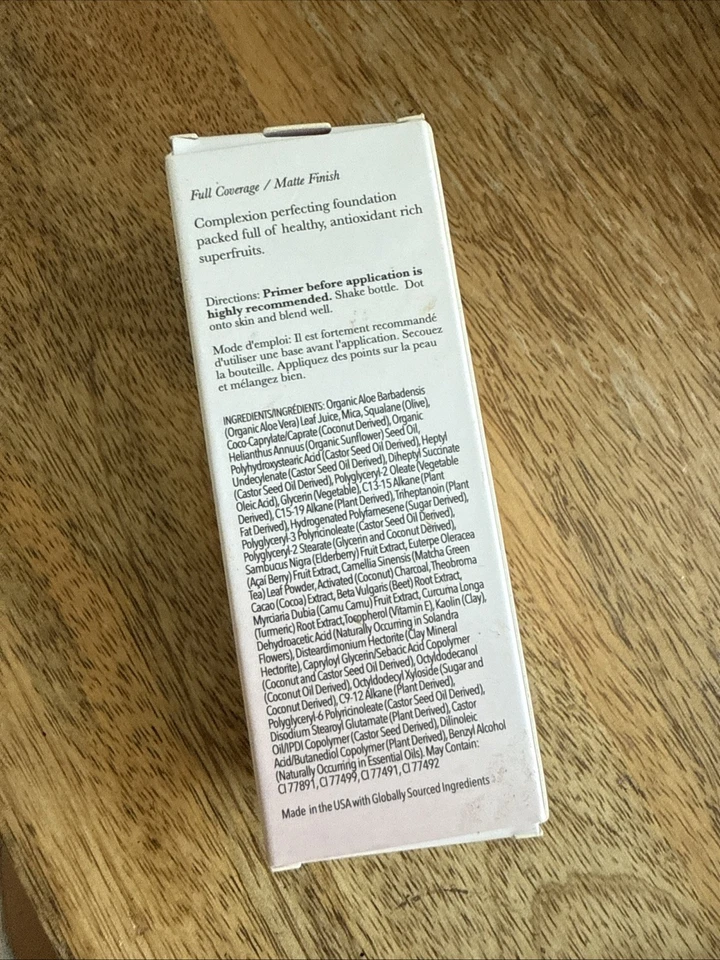 Full Coverage / Matte Finish
Complexion perfecting foundation
packed full of healthy, antioxidant rich
superfruits.
Directions: Primer before application is
highly recommended. Shake bottle. Dot
onto skin and blend well.
Mode d'emploi: Il est fortement recommandé
d'utiliser une base avant l'application. Secouez
la bouteille. Appliquez des points sur la peau
et mélangez bien.
INGREDIENTS/INGRÉDIENTS: Organic Aloe Barbadensis
(Organic Aloe Vera) Leaf Juice, Mica, Squalane (Olive),
Coco-Caprylate/Caprate (Coconut Derived), Organic
Helianthus Annuus (Organic Sunflower) Seed Oil,
Polyhydroxystearic Acid (Castor Seed Oil Derived), Heptyl
Undecylenate (Castor Seed Oil Derived), Diheptyl Succinate
(Castor Seed Oil Derived), Polyglyceryl-2 Oleate (Vegetable
Oleic Acid), Glycerin (Vegetable), C13-15 Alkane (Plant
Derived), C15-19 Alkane (Plant Derived), Triheptanoin (Plant
Fat Derived), Hydrogenated Polyfarnesene (Sugar Derived),
Polyglyceryl-3 Polyricinoleate (Castor Seed Oil Derived),
Polyglyceryl-2 Stearate (Glycerin and Coconut Derived),
Sambucus Nigra (Elderberry) Fruit Extract, Euterpe Oleracea
(Açaí Berry) Fruit Extract, Camellia Sinensis (Matcha Green
Tea) Leaf Powder, Activated (Coconut) Charcoal, Theobroma
Cacao (Cocoa) Extract, Beta Vulgaris (Beet) Root Extract,
Myrciaria Dubia (Camu Camu) Fruit Extract, Curcuma Longa
(Turmeric) Root Extract, Tocopherol (Vitamin E), Kaolin (Clay),
Dehydroacetic Acid (Naturally Occurring in Solandra
Flowers), Disteardimonium Hectorite (Clay Mineral
Hectorite), Capryloyl Glycerin/Sebacic Acid Copolymer
(Coconut and Castor Seed Oil Derived), Octyldodecanol
(Coconut Oil Derived), Octyldodecyl Xyloside (Sugar and
Coconut Derived), C9-12 Alkane (Plant Derived),
Polyglyceryl-6 Polyricinoleate (Castor Seed Oil Derived),
Disodium Stearoyl Glutamate (Plant Derived), Castor
Oil/IPDI Copolymer (Castor Seed Derived), Dilinoleic
Acid/Butanediol Copolymer (Plant Derived), Benzyl Alcohol
(Naturally Occurring in Essential Oils). May Contain:
CI 77891, CI 77499, CI 77491, CI 77492
Made in the USA with Globally Sourced Ingredients